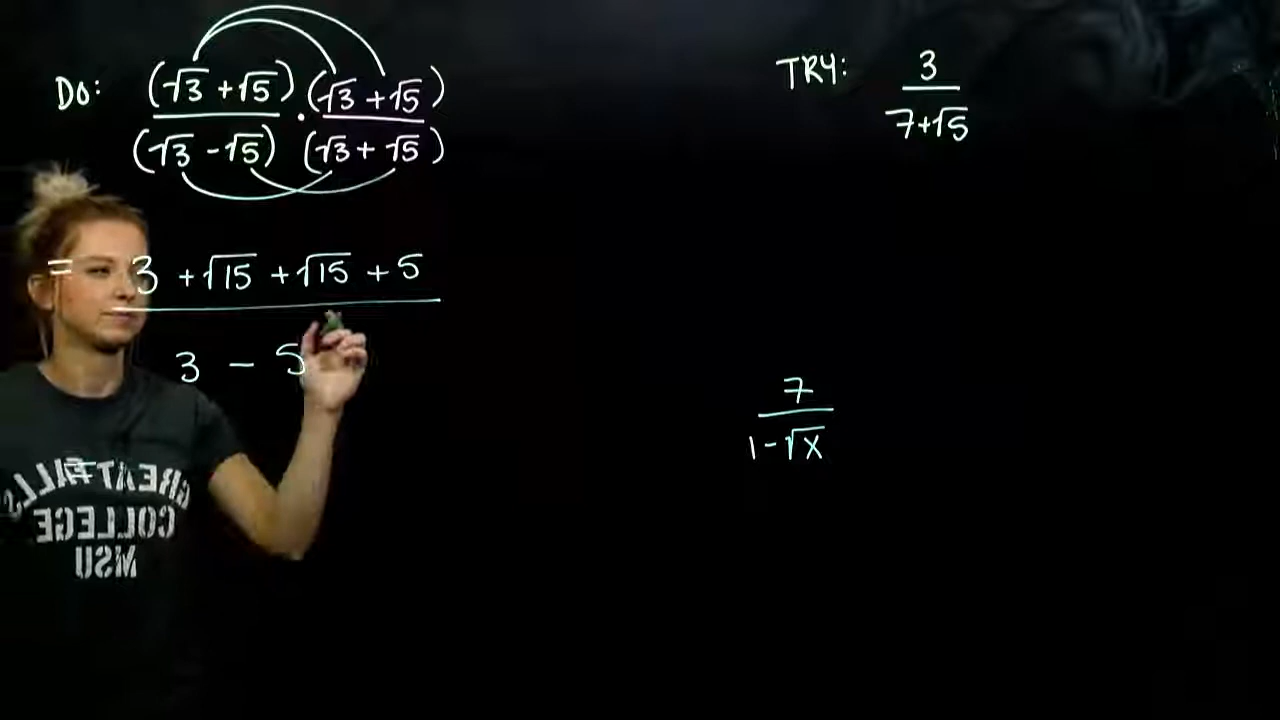 DO: (√3 + √5) · (√3 + √5)
(√3 - √5) (√3 + √5)
= 3 + √15 + √15 + 5
3 - 5
TRY: 3
7+√5
7
1-√x
GREAT FALLS
COLLEGE
MSU